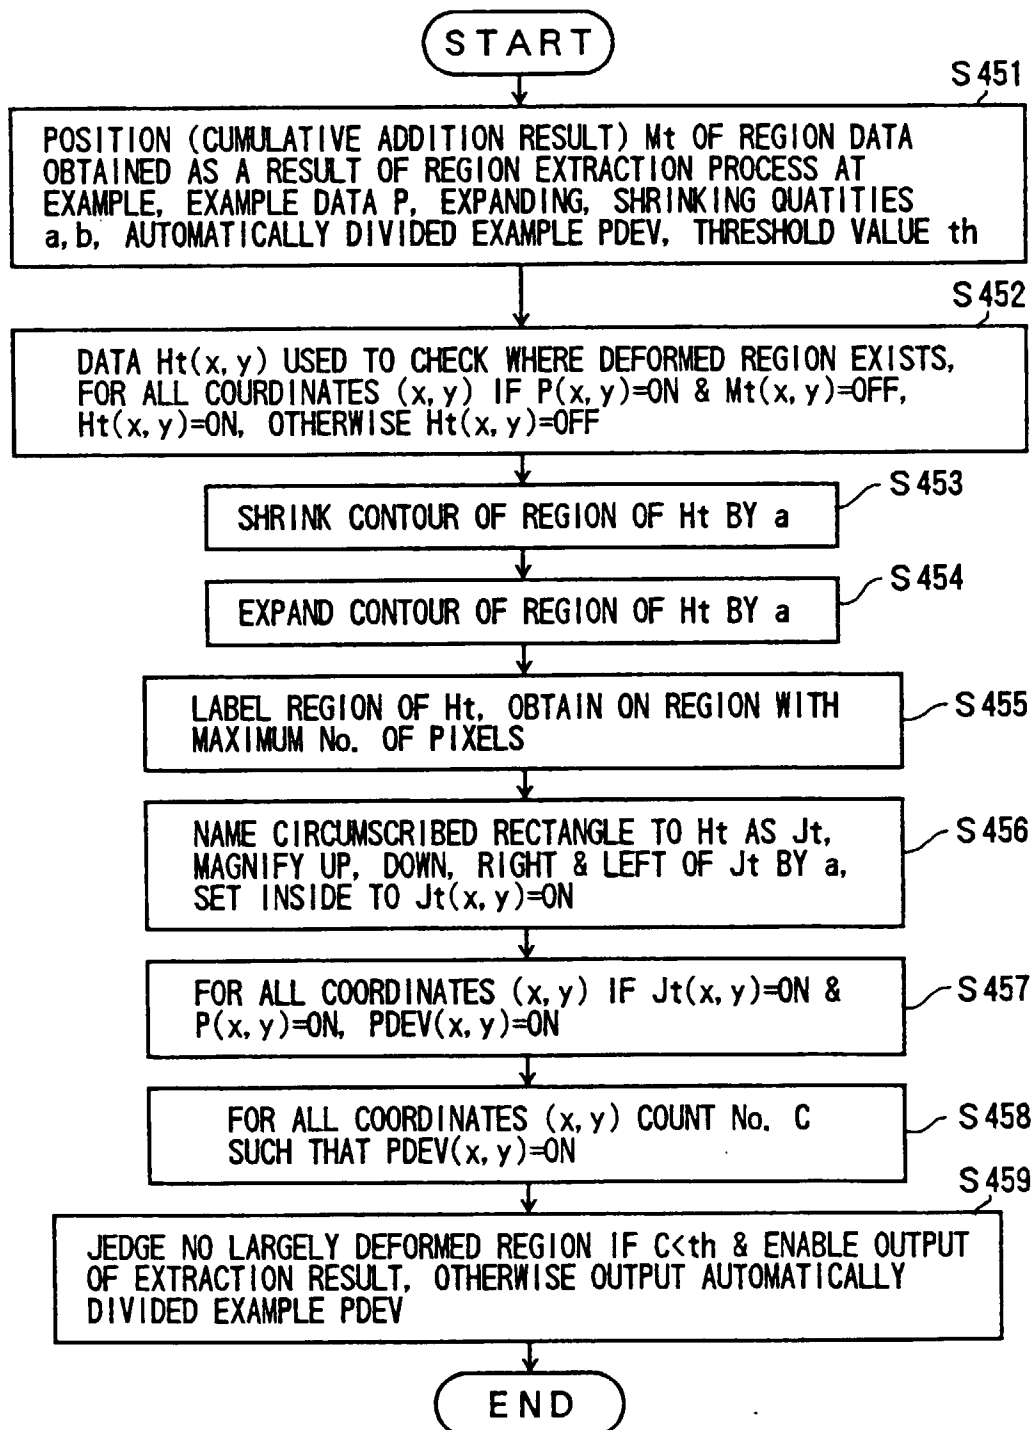 START
S451
POSITION (CUMULATIVE ADDITION RESULT) Mt OF REGION DATA
OBTAINED AS A RESULT OF REGION EXTRACTION PROCESS AT
EXAMPLE, EXAMPLE DATA P, EXPANDING, SHRINKING QUATITIES
a, b, AUTOMATICALLY DIVIDED EXAMPLE PDEV, THRESHOLD VALUE th
S452
DATA Ht(x, y) USED TO CHECK WHERE DEFORMED REGION EXISTS,
FOR ALL COURDINATES (x, y) IF P(x, y)=ON & Mt(x, y)=OFF,
Ht(x, y)=ON, OTHERWISE Ht(x, y)=OFF
S453
SHRINK CONTOUR OF REGION OF Ht BY a
S454
EXPAND CONTOUR OF REGION OF Ht BY a
S455
LABEL REGION OF Ht, OBTAIN ON REGION WITH
MAXIMUM No. OF PIXELS
S456
NAME CIRCUMSCRIBED RECTANGLE TO Ht AS Jt,
MAGNIFY UP, DOWN, RIGHT & LEFT OF Jt BY a,
SET INSIDE TO Jt(x, y)=ON
S457
FOR ALL COORDINATES (x, y) IF Jt(x, y)=ON &
P(x, y)=ON, PDEV(x, y)=ON
S458
FOR ALL COORDINATES (x, y) COUNT No. C
SUCH THAT PDEV(x, y)=ON
S459
JEDGE NO LARGELY DEFORMED REGION IF C<th & ENABLE OUTPUT
OF EXTRACTION RESULT, OTHERWISE OUTPUT AUTOMATICALLY
DIVIDED EXAMPLE PDEV
END